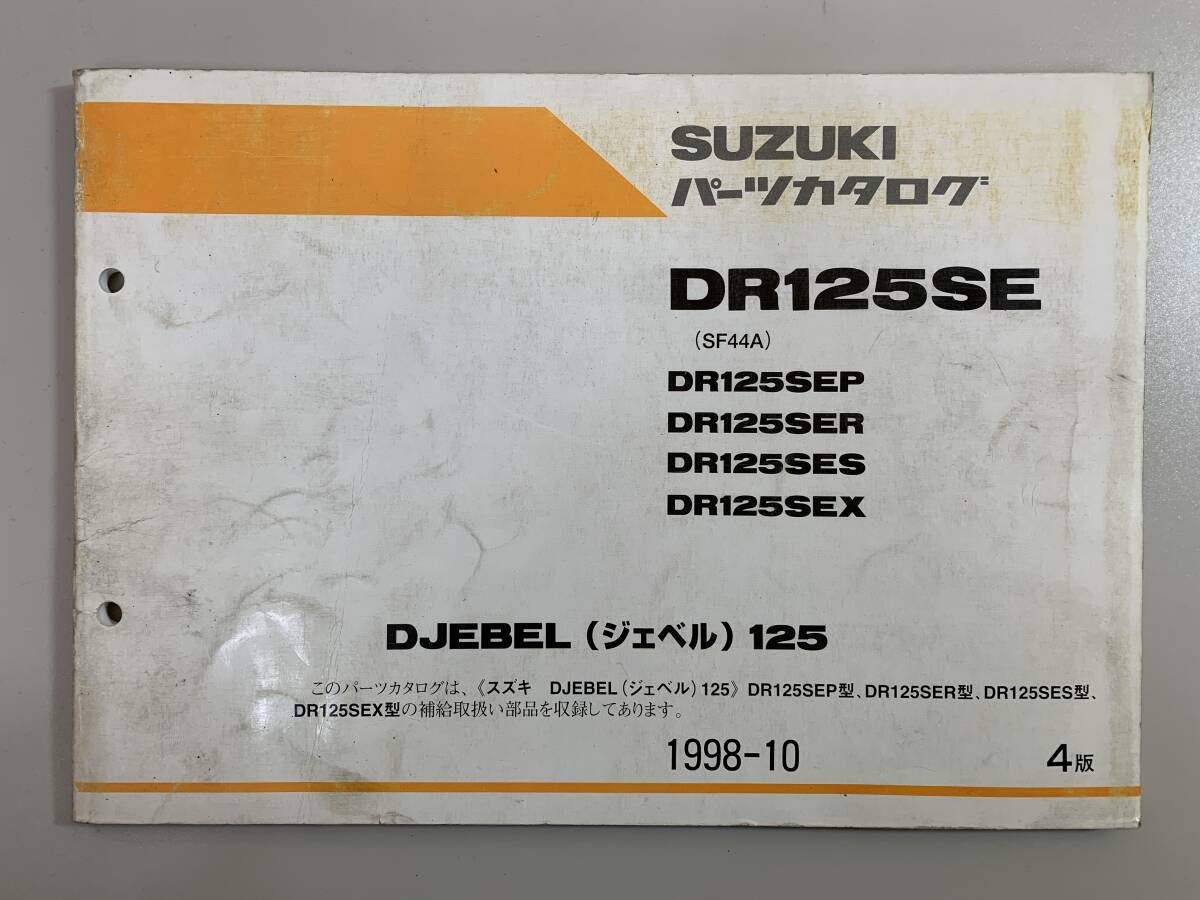 SUZUKI
パーツカタログ
DR125SE
(SF44A)
DR125SEP
DR125SER
DR125SES
DR125SEX
DJEBEL（ジェベル）125
このパーツカタログは、《スズキ　DJEBEL（ジェベル）125》DR125SEP型、DR125SER型、DR125SES型、
DR125SEX型の補給取扱い部品を収録してあります。
1998-10
4版